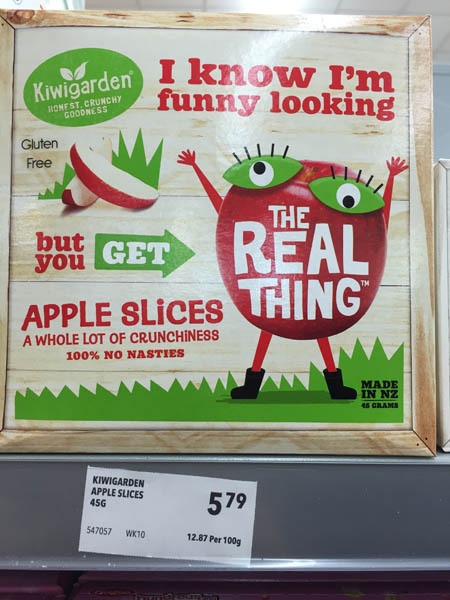 Kiwigarden
HONEST, CRUNCHY
GOODNESS
I know I'm
funny looking
Gluten
Free
but
you GET
THE
REAL
THING™
APPLE SLiCES
A WHOLE LOT OF CRUNCHiNESS
100% NO NASTIES
MADE
IN NZ
45 GRAMS
KIWIGARDEN
APPLE SLICES
45G
5 79
547057 WK10
12.87 Per 100g